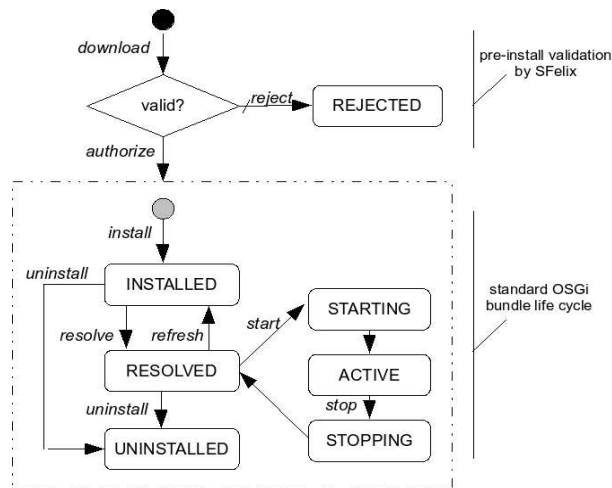 download
pre-install validation
by SFelix
valid?
reject
REJECTED
authorize
install
uninstall
INSTALLED
standard OSGi
bundle life cycle
STARTING
start
resolve
refresh
RESOLVED
ACTIVE
uninstall
stop
UNINSTALLED
STOPPING